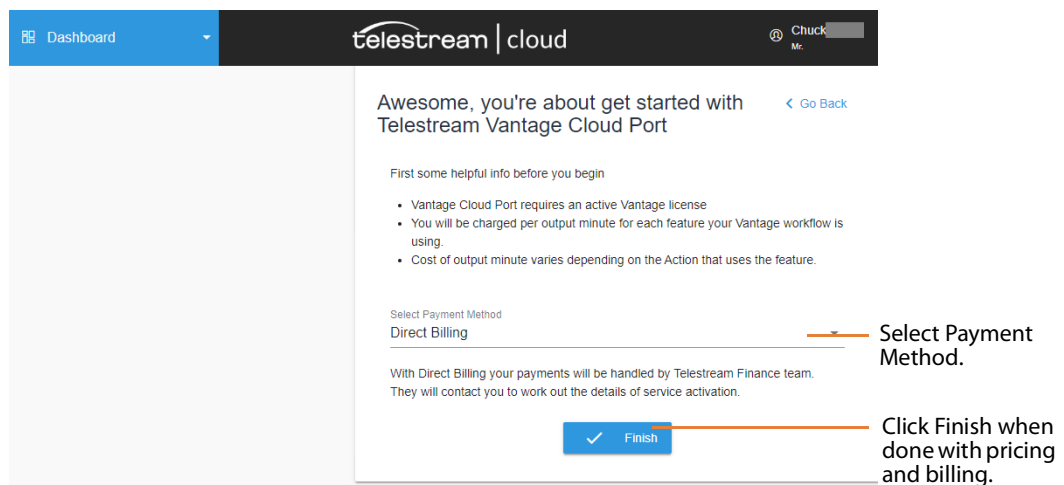 Dashboard
telestream | cloud
Chuck
Mr.
Awesome, you're about get started with
Telestream Vantage Cloud Port
Go Back
First some helpful info before you begin
• Vantage Cloud Port requires an active Vantage license
• You will be charged per output minute for each feature your Vantage workflow is
using.
• Cost of output minute varies depending on the Action that uses the feature.
Select Payment Method
Direct Billing
Select Payment
Method.
With Direct Billing your payments will be handled by Telestream Finance team.
They will contact you to work out the details of service activation.
Finish
Click Finish when
done with pricing
and billing.